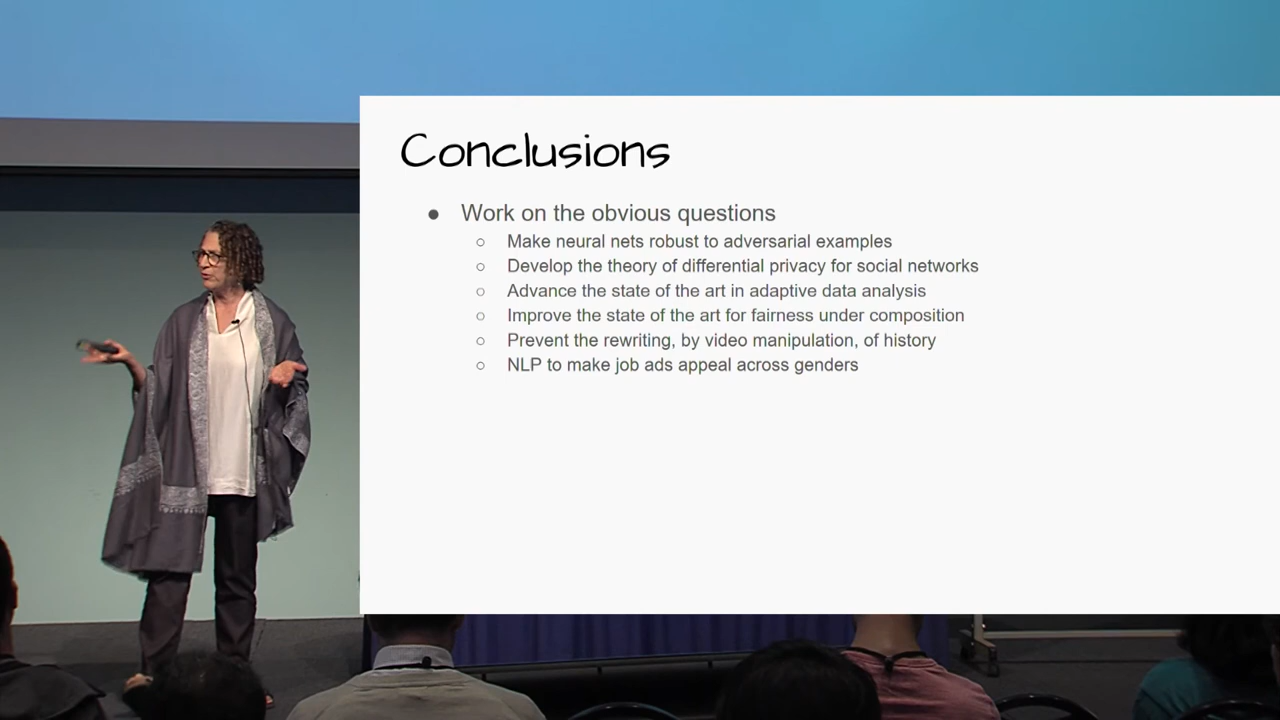 Conclusions
● Work on the obvious questions
○ Make neural nets robust to adversarial examples
○ Develop the theory of differential privacy for social networks
○ Advance the state of the art in adaptive data analysis
○ Improve the state of the art for fairness under composition
○ Prevent the rewriting, by video manipulation, of history
○ NLP to make job ads appeal across genders